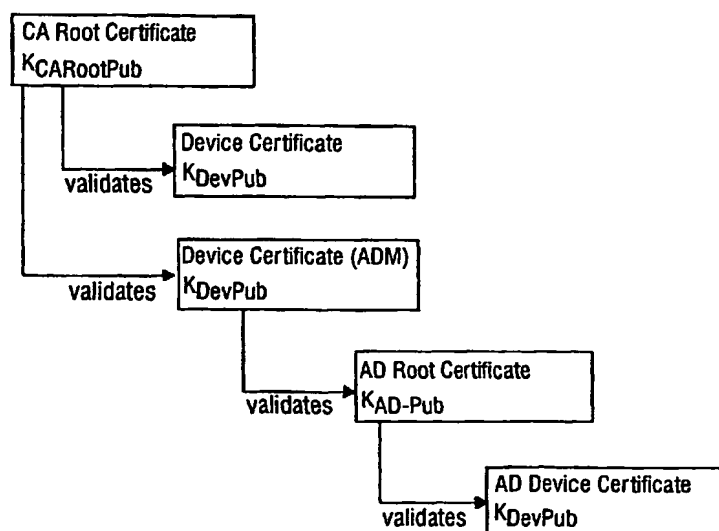 CA Root Certificate
KCARootPub
Device Certificate
KDevPub
validates
Device Certificate (ADM)
KDevPub
validates
AD Root Certificate
KAD-Pub
validates
AD Device Certificate
KDevPub
validates